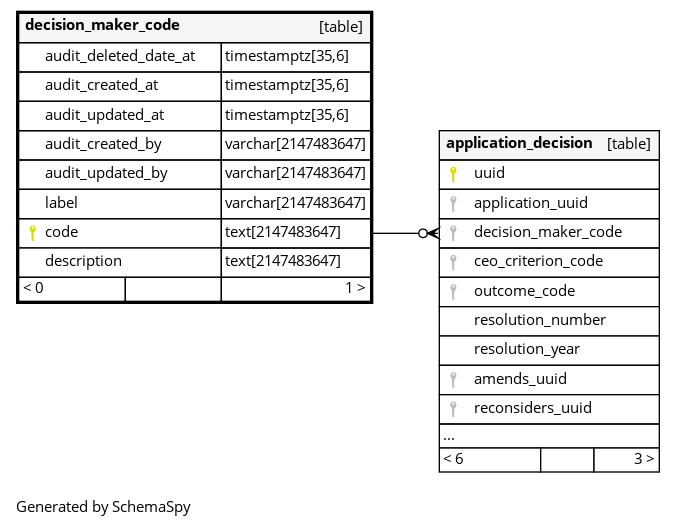 decision_maker_code [table]
audit_deleted_date_at timestamptz[35,6]
audit_created_at timestamptz[35,6]
audit_updated_at timestamptz[35,6]
audit_created_by varchar[2147483647]
audit_updated_by varchar[2147483647]
label varchar[2147483647]
code text[2147483647]
description text[2147483647]
< 0 1 >
application_decision [table]
uuid
application_uuid
decision_maker_code
ceo_criterion_code
outcome_code
resolution_number
resolution_year
amends_uuid
reconsiders_uuid
...
< 6 3 >
Generated by SchemaSpy